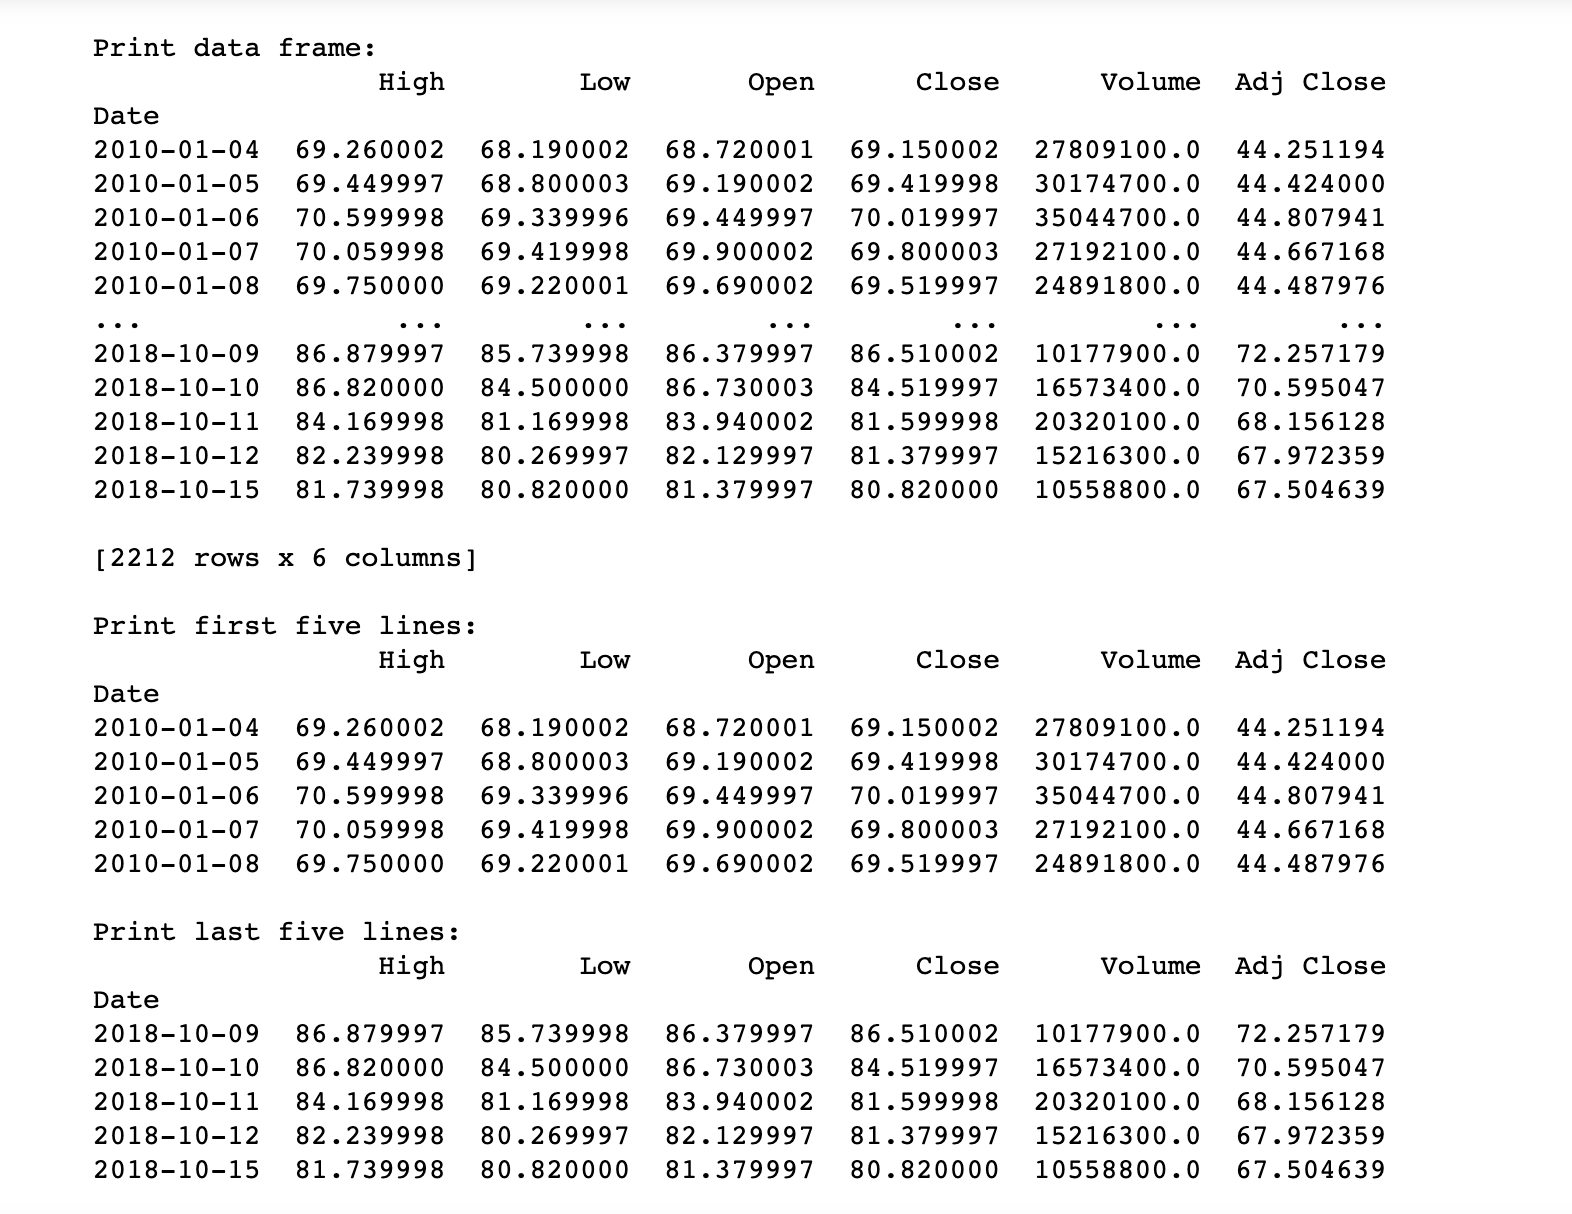 Print data frame:
High Low Open Close Volume Adj Close
Date
2010-01-04 69.260002 68.190002 68.720001 69.150002 27809100.0 44.251194
2010-01-05 69.449997 68.800003 69.190002 69.419998 30174700.0 44.424000
2010-01-06 70.599998 69.339996 69.449997 70.019997 35044700.0 44.807941
2010-01-07 70.059998 69.419998 69.900002 69.800003 27192100.0 44.667168
2010-01-08 69.750000 69.220001 69.690002 69.519997 24891800.0 44.487976
... ... ... ... ... ... ...
2018-10-09 86.879997 85.739998 86.379997 86.510002 10177900.0 72.257179
2018-10-10 86.820000 84.500000 86.730003 84.519997 16573400.0 70.595047
2018-10-11 84.169998 81.169998 83.940002 81.599998 20320100.0 68.156128
2018-10-12 82.239998 80.269997 82.129997 81.379997 15216300.0 67.972359
2018-10-15 81.739998 80.820000 81.379997 80.820000 10558800.0 67.504639
[2212 rows x 6 columns]
Print first five lines:
High Low Open Close Volume Adj Close
Date
2010-01-04 69.260002 68.190002 68.720001 69.150002 27809100.0 44.251194
2010-01-05 69.449997 68.800003 69.190002 69.419998 30174700.0 44.424000
2010-01-06 70.599998 69.339996 69.449997 70.019997 35044700.0 44.807941
2010-01-07 70.059998 69.419998 69.900002 69.800003 27192100.0 44.667168
2010-01-08 69.750000 69.220001 69.690002 69.519997 24891800.0 44.487976
Print last five lines:
High Low Open Close Volume Adj Close
Date
2018-10-09 86.879997 85.739998 86.379997 86.510002 10177900.0 72.257179
2018-10-10 86.820000 84.500000 86.730003 84.519997 16573400.0 70.595047
2018-10-11 84.169998 81.169998 83.940002 81.599998 20320100.0 68.156128
2018-10-12 82.239998 80.269997 82.129997 81.379997 15216300.0 67.972359
2018-10-15 81.739998 80.820000 81.379997 80.820000 10558800.0 67.504639